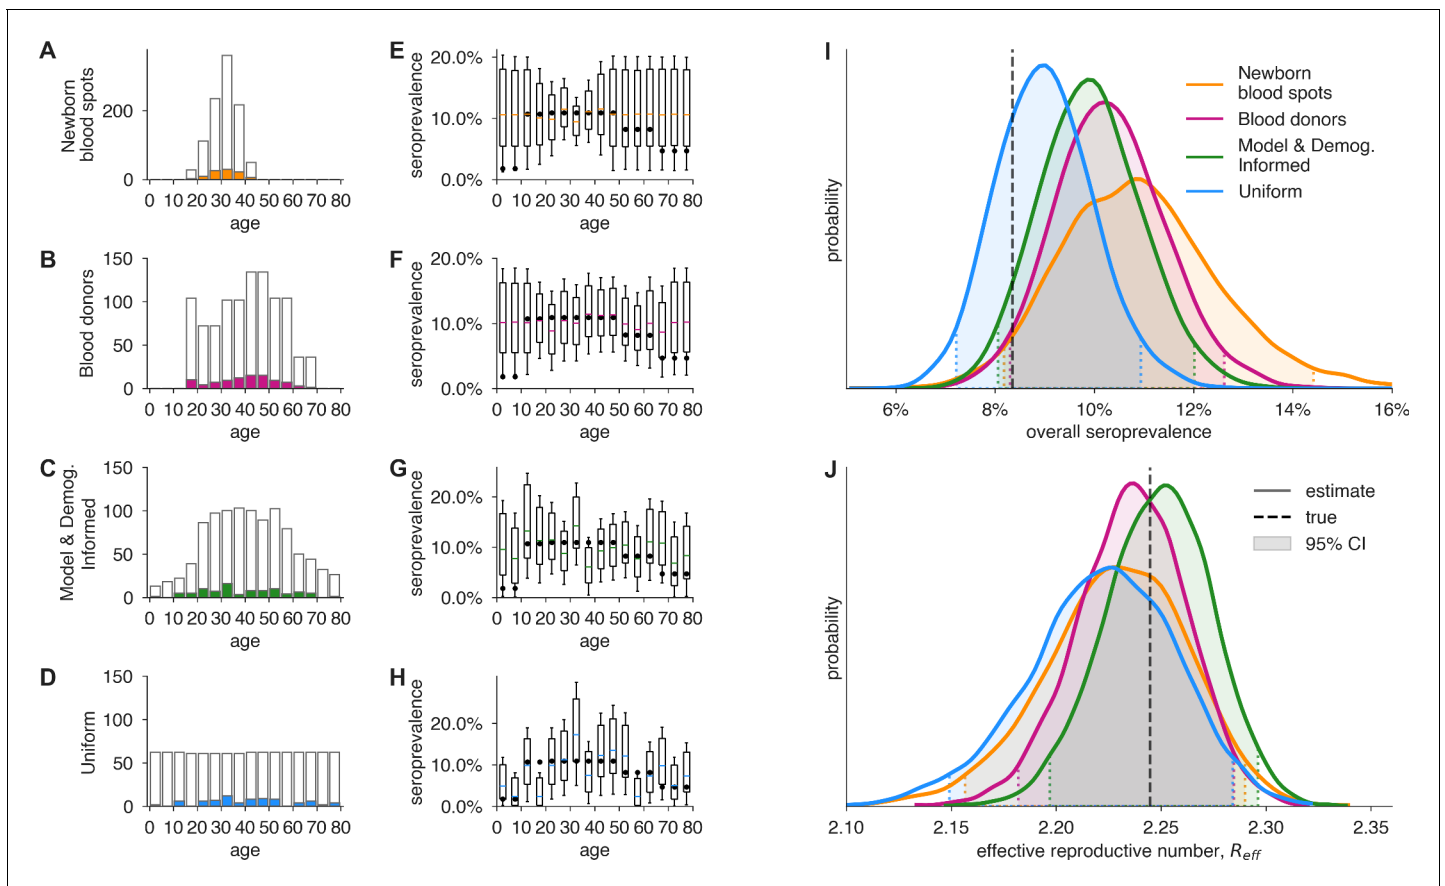 A
Newborn
blood spots
200
0
0 10 20 30 40 50 60 70 80
age
E
seroprevalence
20.0%
10.0%
0.0%
0 10 20 30 40 50 60 70 80
age
B
Blood donors
150
100
50
0
0 10 20 30 40 50 60 70 80
age
F
seroprevalence
20.0%
10.0%
0.0%
0 10 20 30 40 50 60 70 80
age
C
Model & Demog.
Informed
150
100
50
0
0 10 20 30 40 50 60 70 80
age
G
seroprevalence
20.0%
10.0%
0.0%
0 10 20 30 40 50 60 70 80
age
D
Uniform
150
100
50
0
0 10 20 30 40 50 60 70 80
age
H
seroprevalence
20.0%
10.0%
0.0%
0 10 20 30 40 50 60 70 80
age
I
probability
Newborn
blood spots
Blood donors
Model & Demog.
Informed
Uniform
6% 8% 10% 12% 14% 16%
overall seroprevalence
J
probability
estimate
true
95% CI
2.10 2.15 2.20 2.25 2.30 2.35
effective reproductive number, R_eff